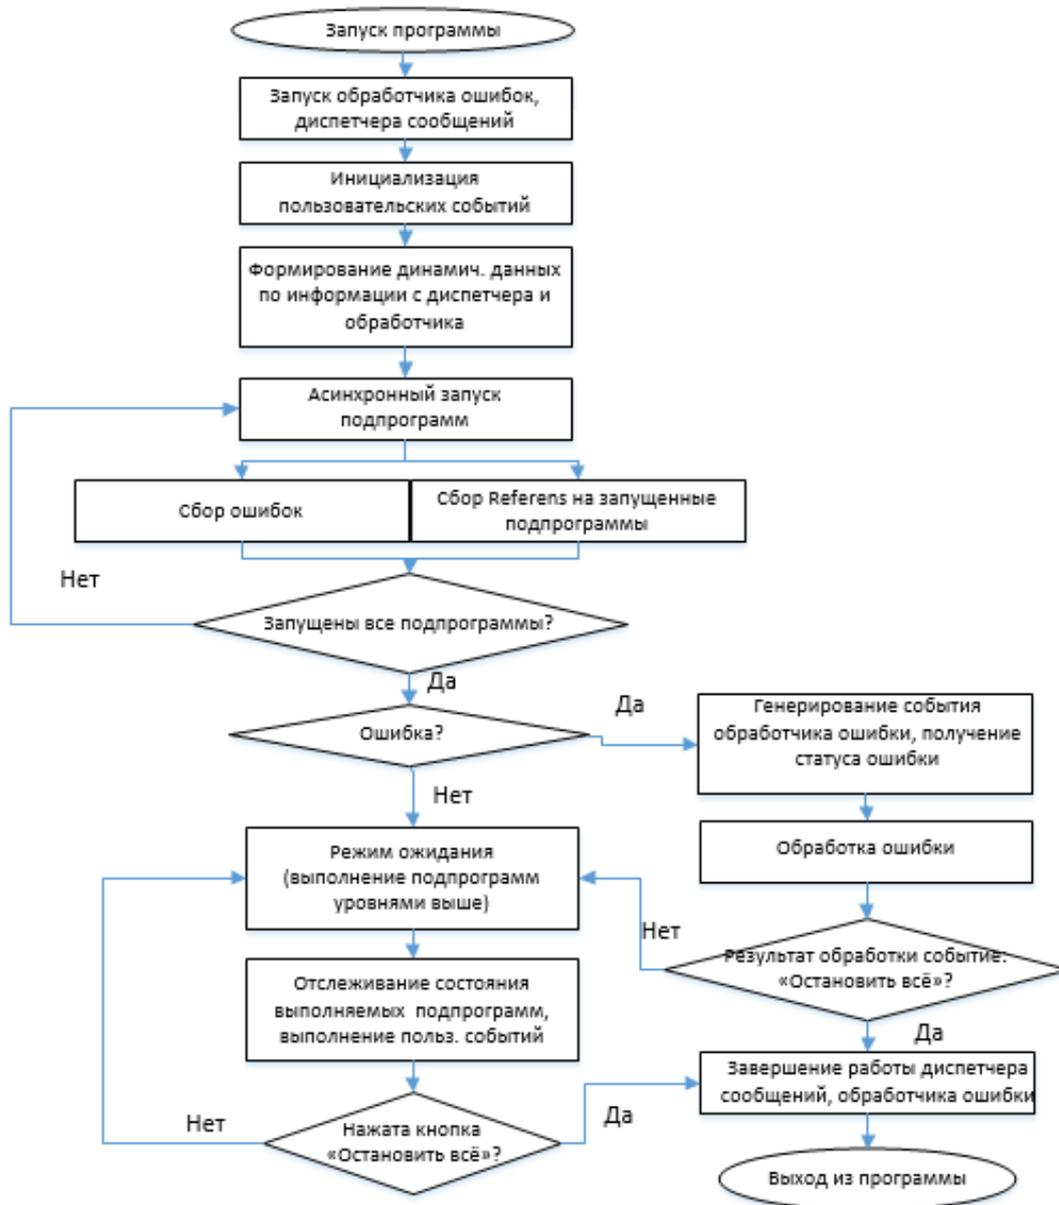 Запуск программы
Запуск обработчика ошибок,
диспетчера сообщений
Инициализация
пользовательских событий
Формирование динамич. данных
по информации с диспетчера и
обработчика
Асинхронный запуск
подпрограмм
Сбор ошибок
Сбор Referens на запущенные
подпрограммы
Нет
Запущены все подпрограммы?
Да
Ошибка?
Да
Генерирование события
обработчика ошибки, получение
статуса ошибки
Нет
Обработка ошибки
Режим ожидания
(выполнение подпрограмм
уровнями выше)
Нет
Результат обработки событие:
«Остановить всё»?
Отслеживание состояния
выполняемых подпрограмм,
выполнение польз. событий
Да
Завершение работы диспетчера
сообщений, обработчика ошибки
Нет
Нажата кнопка
«Остановить всё»?
Да
Выход из программы